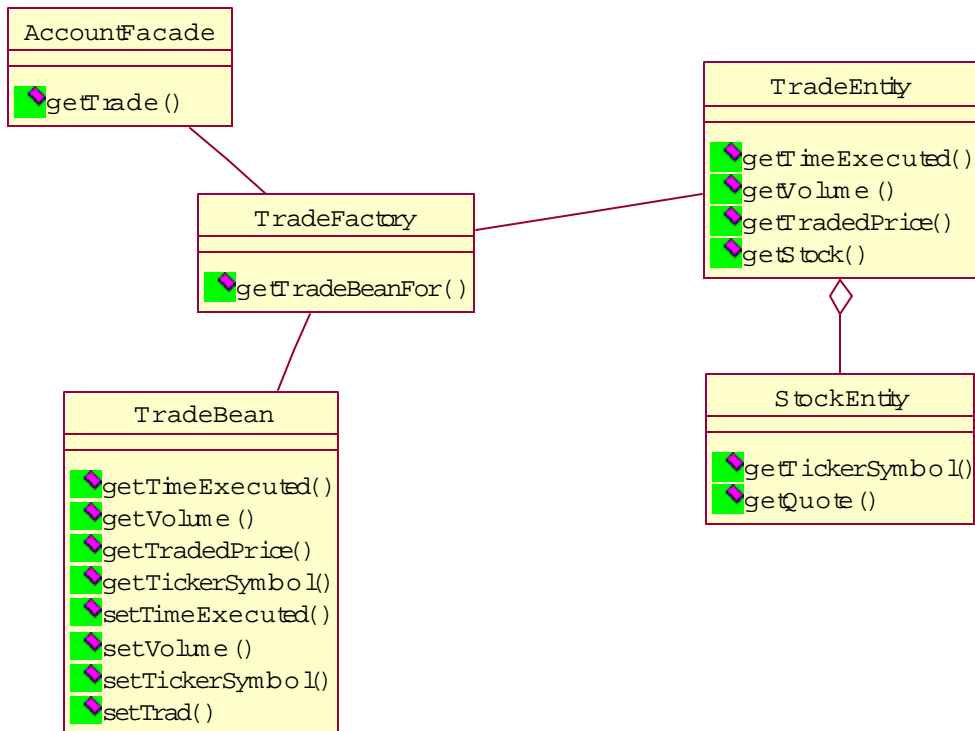 AccountFacade
getTrade()
TradeEntity
getTimeExecuted()
getVolume()
getTradedPrice()
getStock()
TradeFactory
getTradeBeanFor()
StockEntity
getTickerSymbol()
getQuote()
TradeBean
getTimeExecuted()
getVolume()
getTradedPrice()
getTickerSymbol()
setTimeExecuted()
setVolume()
setTickerSymbol()
setTrad()